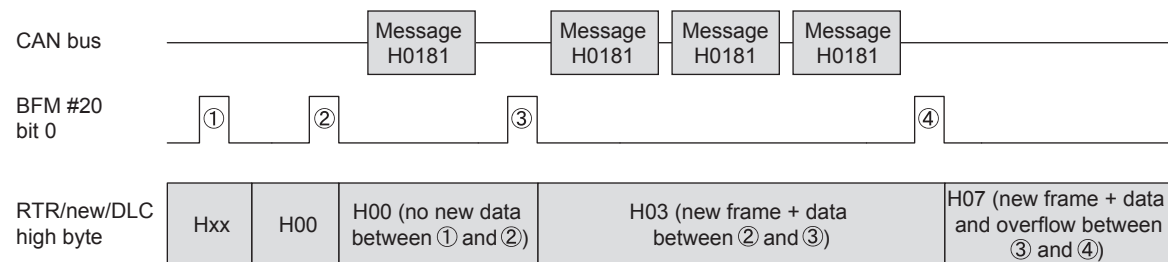 CAN bus
Message
H0181
Message
H0181
Message
H0181
Message
H0181
BFM #20
bit 0
①
②
③
④
RTR/new/DLC
high byte
Hxx
H00
H00 (no new data
between ① and ②)
H03 (new frame + data
between ② and ③)
H07 (new frame + data
and overflow between
③ and ④)